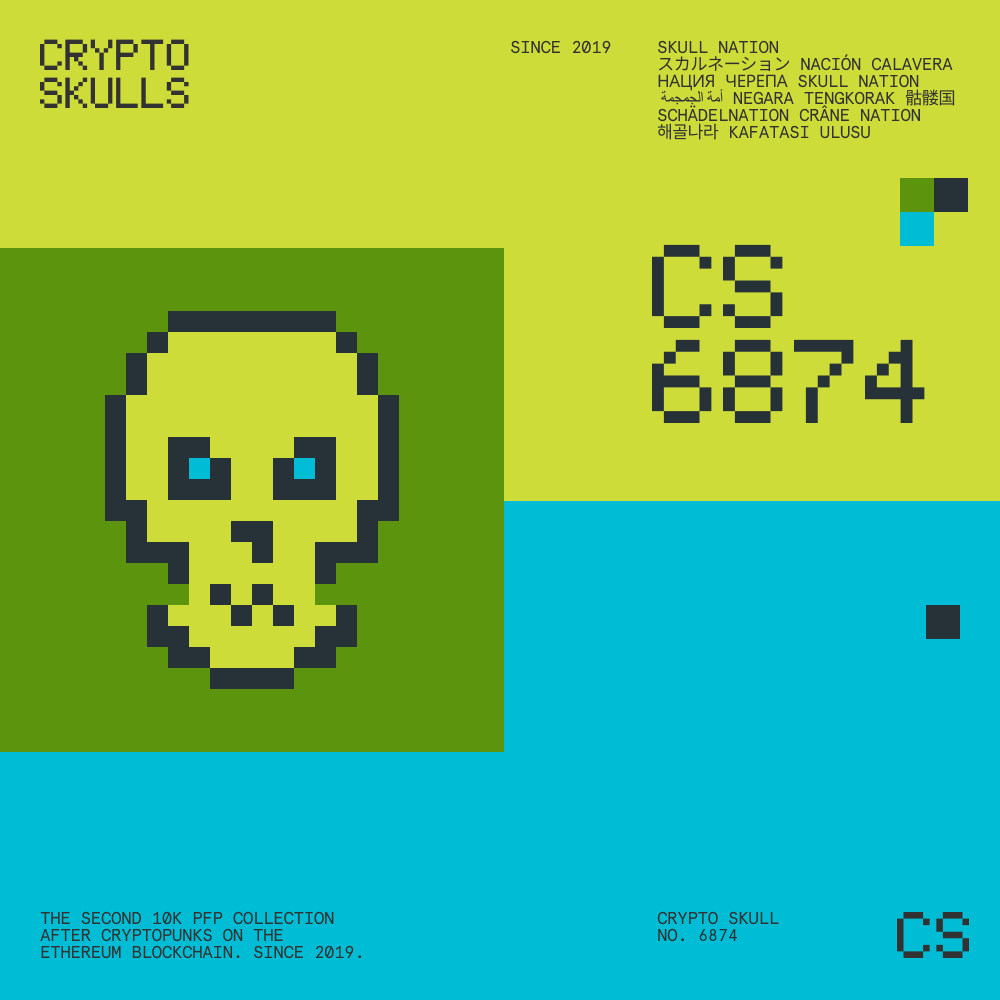 CRYPTO
SKULLS
SINCE 2019
SKULL NATION
スカルネーション NACIÓN CALAVERA
НАЦИЯ ЧЕРЕПА SKULL NATION
أمة الجمجمة NEGARA TENGKORAK 骷髅国
SCHÄDELNATION CRÂNE NATION
해골나라 KAFATASI ULUSU
CS
6874
THE SECOND 10K PFP COLLECTION
AFTER CRYPTOPUNKS ON THE
ETHEREUM BLOCKCHAIN. SINCE 2019.
CRYPTO SKULL
NO. 6874
CS